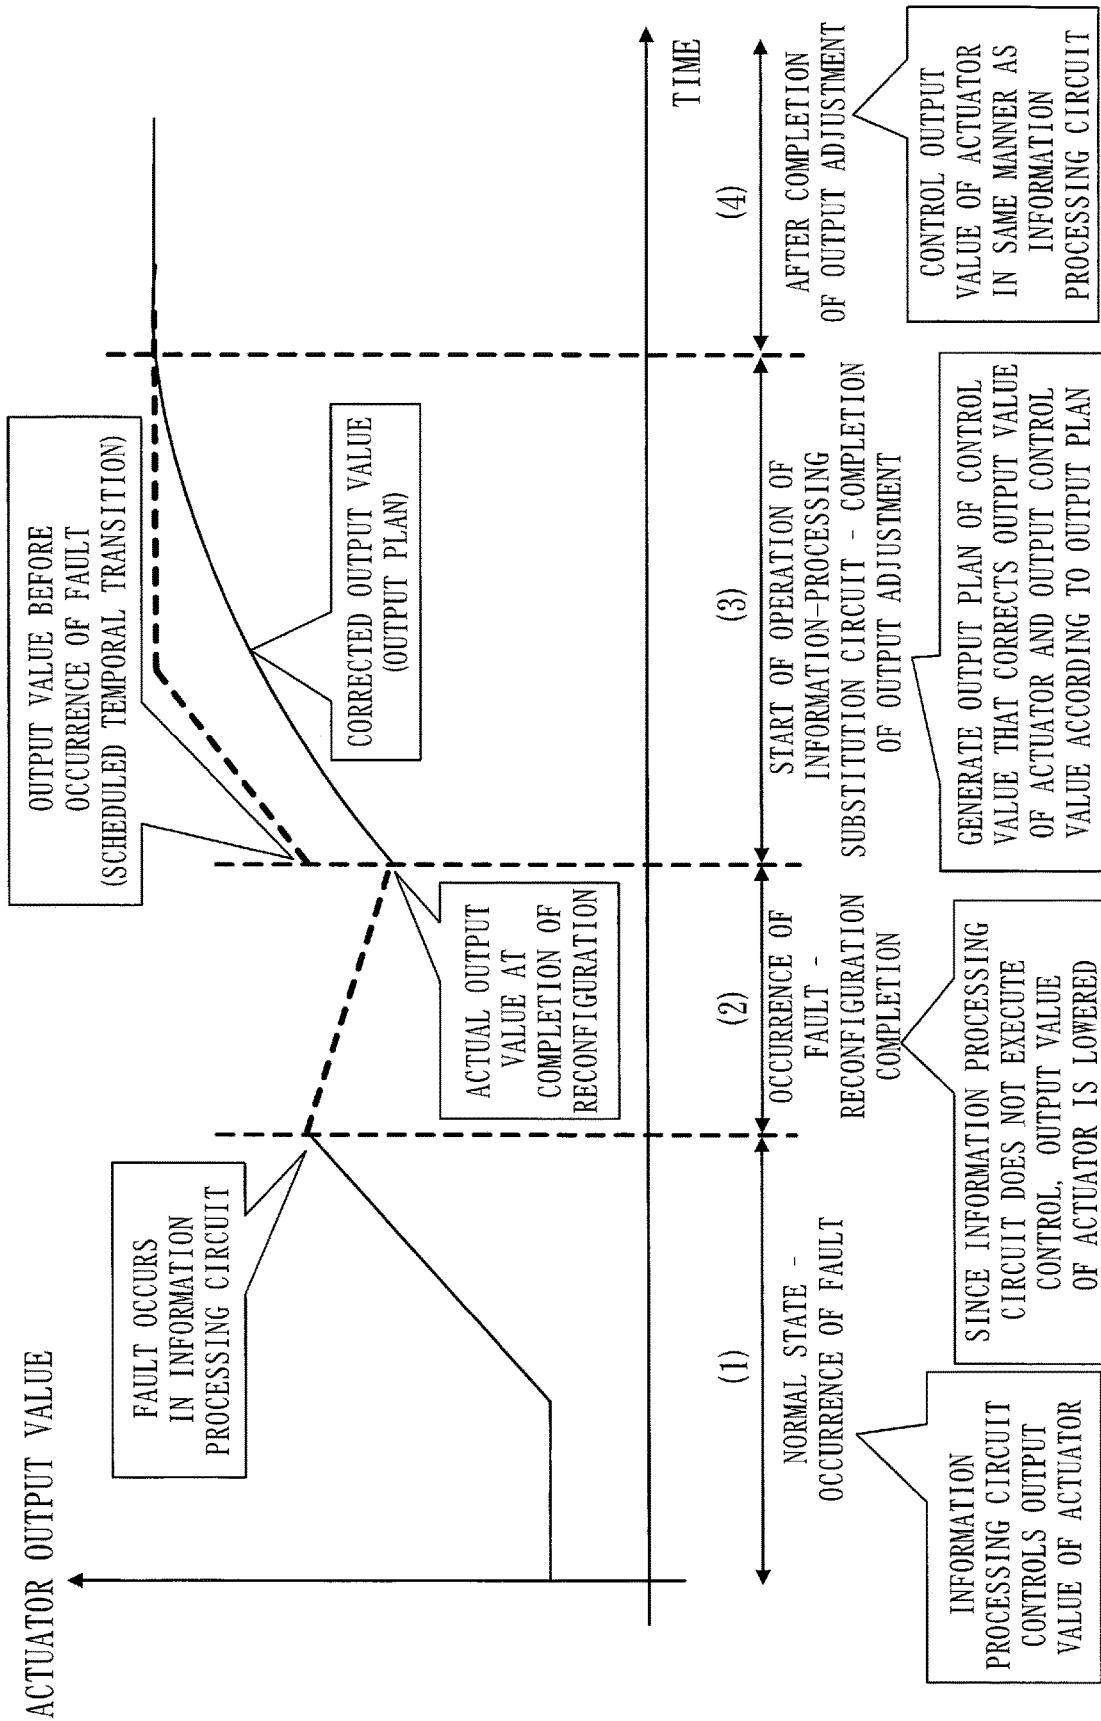 ACTUATOR OUTPUT VALUE
FAULT OCCURS
IN INFORMATION
PROCESSING CIRCUIT
OUTPUT VALUE BEFORE
OCCURRENCE OF FAULT
(SCHEDULED TEMPORAL TRANSITION)
ACTUAL OUTPUT
VALUE AT
COMPLETION OF
RECONFIGURATION
CORRECTED OUTPUT VALUE
(OUTPUT PLAN)
TIME
(1)
NORMAL STATE -
OCCURRENCE OF FAULT
(2)
OCCURRENCE OF
FAULT -
RECONFIGURATION
COMPLETION
(3)
START OF OPERATION OF
INFORMATION-PROCESSING
SUBSTITUTION CIRCUIT - COMPLETION
OF OUTPUT ADJUSTMENT
(4)
AFTER COMPLETION
OF OUTPUT ADJUSTMENT
INFORMATION
PROCESSING CIRCUIT
CONTROLS OUTPUT
VALUE OF ACTUATOR
SINCE INFORMATION PROCESSING
CIRCUIT DOES NOT EXECUTE
CONTROL, OUTPUT VALUE
OF ACTUATOR IS LOWERED
GENERATE OUTPUT PLAN OF CONTROL
VALUE THAT CORRECTS OUTPUT VALUE
OF ACTUATOR AND OUTPUT CONTROL
VALUE ACCORDING TO OUTPUT PLAN
CONTROL OUTPUT
VALUE OF ACTUATOR
IN SAME MANNER AS
INFORMATION
PROCESSING CIRCUIT